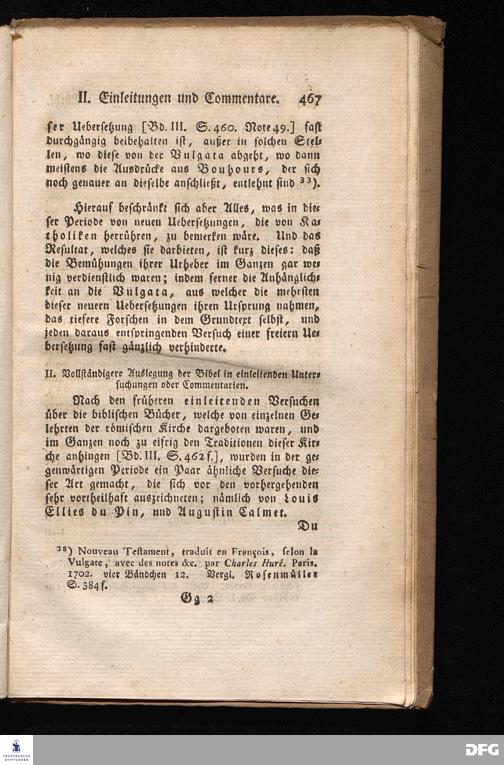 II. Einleitungen und Commentare. 467
ser Uebersetzung [Bd. III. S. 460. Note 49.] fast
durchgängig beibehalten ist, außer in solchen Stel-
len, wo diese von der Vulgata abgeht, wo dann
meistens die Ausdrücke aus Bouhours, der sich
noch genauer an dieselbe anschließt, entlehnt sind 38).
Hierauf beschränkt sich aber Alles, was in die-
ser Periode von neuen Uebersetzungen, die von Ka-
tholiken herrühren, zu bemerken wäre. Und das
Resultat, welches sie darbieten, ist kurz dieses: daß
die Bemühungen ihrer Urheber im Ganzen gar we-
nig verdienstlich waren; indem ferner die Anhänglich-
keit an die Vulgata, aus welcher die mehrsten
dieser neuern Uebersetzungen ihren Ursprung nahmen,
das tiefere Forschen in dem Grundtext selbst, und
jeden daraus entspringenden Versuch einer freiern Ue-
bersetzung fast gänzlich verhinderte.
II. Vollständigere Auslegung der Bibel in einleitenden Unter-
suchungen oder Commentarien.
Nach den früheren einleitenden Versuchen
über die biblischen Bücher, welche von einzelnen Ge-
lehrten der römischen Kirche dargeboten waren, und
im Ganzen noch zu eifrig den Traditionen dieser Kir-
che anhingen [Bd. III. S. 462 f.], wurden in der ge-
genwärtigen Periode ein Paar ähnliche Versuche die-
ser Art gemacht, die sich vor den vorhergehenden
sehr vortheilhaft auszeichneten; nämlich von Louis
Ellies du Pin, und Augustin Calmet.
Du
38) Nouveau Testament, traduit en François, selon la
Vulgate, avec des notes &c. par Charles Huré. Paris.
1702. vier Bändchen 12. Vergl. Rosenmüller
S. 384 f.
Gg 2
FRANCKESCHE
STIFTUNGEN
DFG